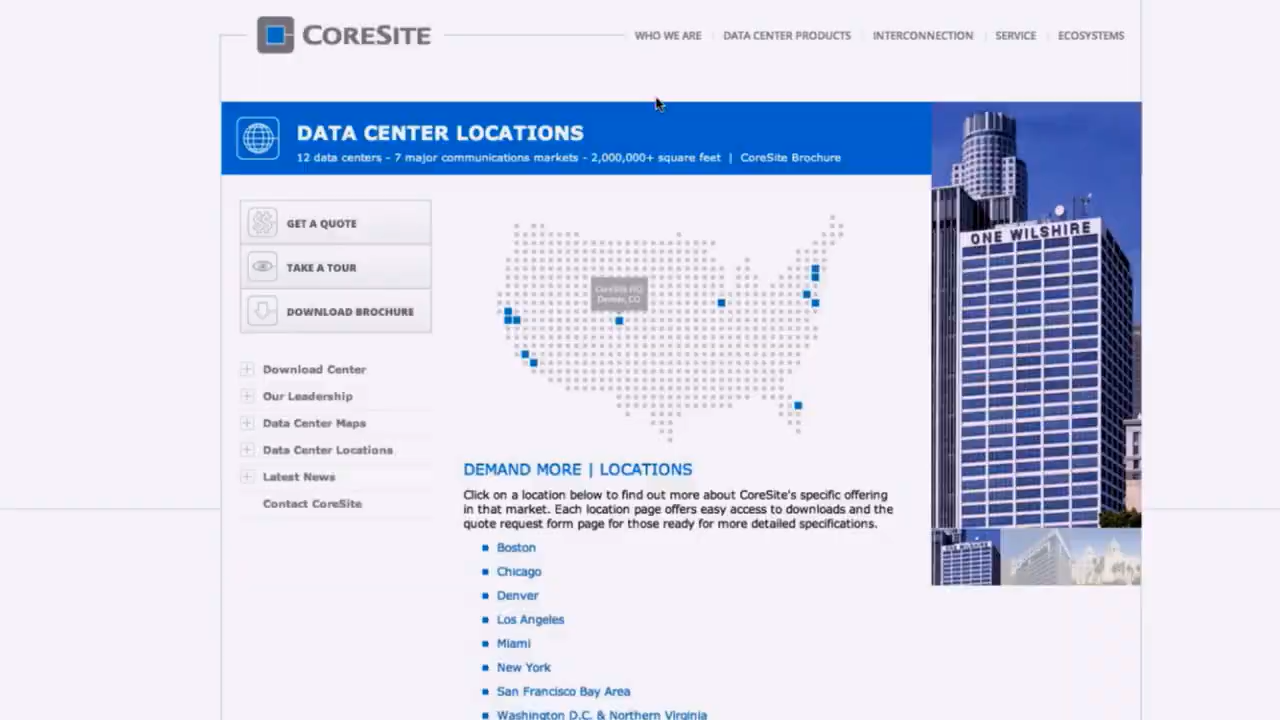 CORESITE
WHO WE ARE
DATA CENTER PRODUCTS
INTERCONNECTION
SERVICE
ECOSYSTEMS
DATA CENTER LOCATIONS
12 data centers - 7 major communications markets - 2,000,000+ square feet | CoreSite Brochure
GET A QUOTE
TAKE A TOUR
DOWNLOAD BROCHURE
Download Center
Our Leadership
Data Center Maps
Data Center Locations
Latest News
Contact CoreSite
CoreSite HQ
Denver, CO
ONE WILSHIRE
DEMAND MORE | LOCATIONS
Click on a location below to find out more about CoreSite's specific offering
in that market. Each location page offers easy access to downloads and the
quote request form page for those ready for more detailed specifications.
Boston
Chicago
Denver
Los Angeles
Miami
New York
San Francisco Bay Area
Washington D.C. & Northern Virginia